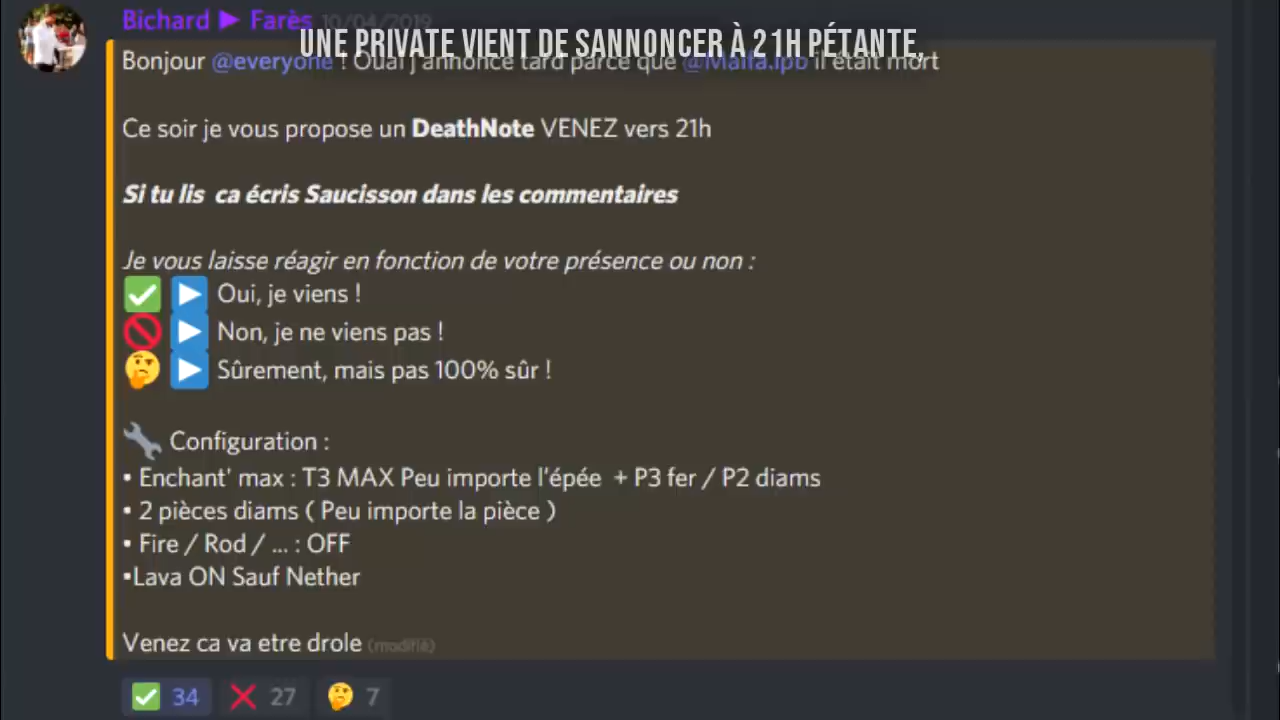 Bichard ► Farès 10/04/2019
UNE PRIVATE VIENT DE SANNONCER À 21H PÉTANTE,
Bonjour @everyone ! Ouai j'annonce tard parce que @Malfa.ipb il était mort
Ce soir je vous propose un DeathNote VENEZ vers 21h
Si tu lis ca écris Saucisson dans les commentaires
Je vous laisse réagir en fonction de votre présence ou non :
Oui, je viens !
Non, je ne viens pas !
Sûrement, mais pas 100% sûr !
Configuration :
• Enchant' max : T3 MAX Peu importe l'épée + P3 fer / P2 diams
• 2 pièces diams ( Peu importe la pièce )
• Fire / Rod / ... : OFF
•Lava ON Sauf Nether
Venez ca va etre drole (modifié)
34 27 7